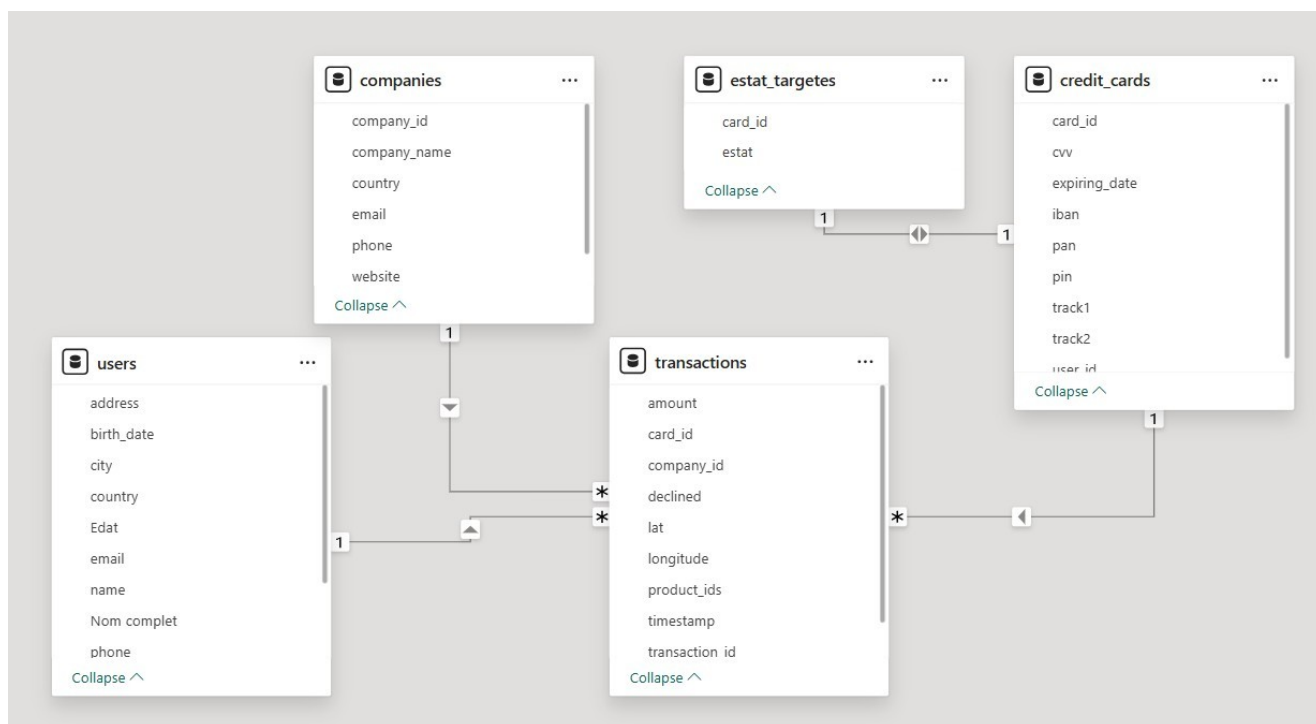 companies
company_id
company_name
country
email
phone
website
Collapse
1
estat_targetes
card_id
estat
Collapse
1
credit_cards
card_id
cvv
expiring_date
iban
pan
pin
track1
track2
user_id
Collapse
1
1
users
address
birth_date
city
country
Edat
email
name
Nom complet
phone
Collapse
1
transactions
amount
card_id
company_id
declined
lat
longitude
product_ids
timestamp
transaction_id
Collapse
*
*
*